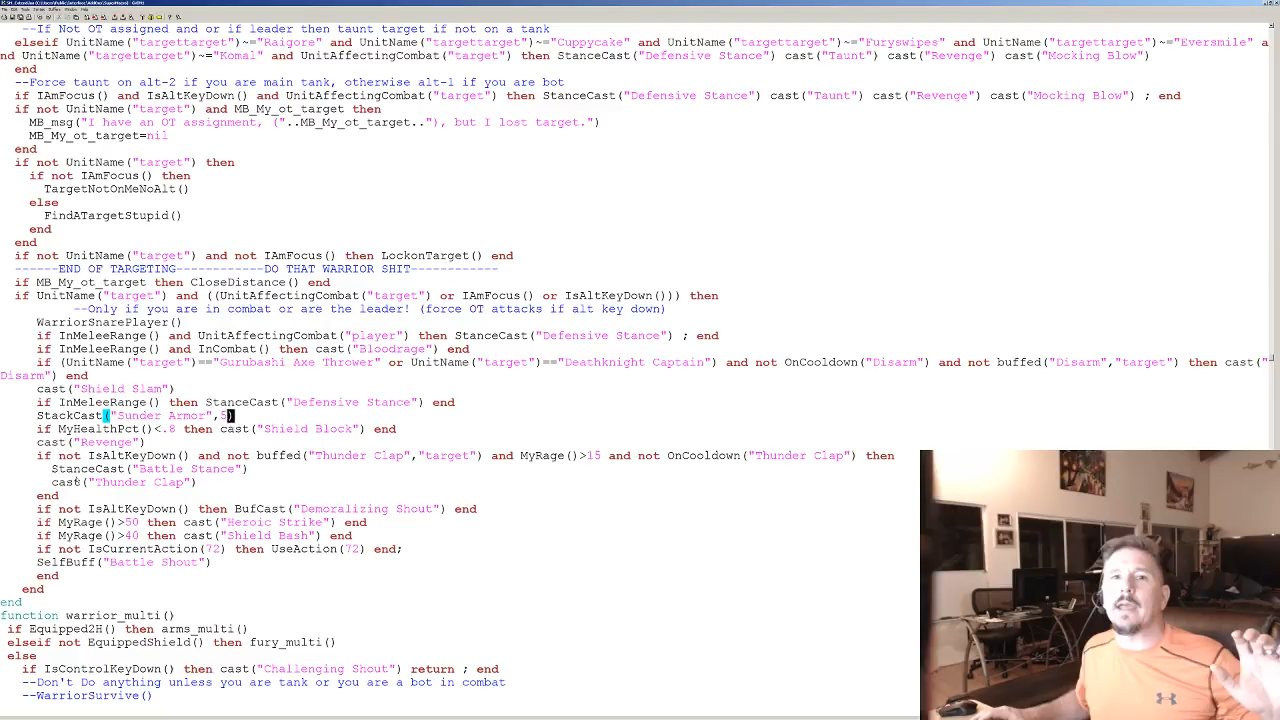 --If Not OT assigned and or if leader then taunt target if not on a tank
elseif UnitName("targettarget")~="Raigore" and UnitName("targettarget")~="Cuppycake" and UnitName("targettarget")~="Furyswipes" and UnitName("targettarget")~="Eversmile" a
nd UnitName("targettarget")~="Komal" and UnitAffectingCombat("target") then StanceCast("Defensive Stance") cast("Taunt") cast("Revenge") cast("Mocking Blow")
end
--Force taunt on alt-2 if you are main tank, otherwise alt-1 if you are bot
if IAmFocus() and IsAltKeyDown() and UnitAffectingCombat("target") then StanceCast("Defensive Stance") cast("Taunt") cast("Revenge") cast("Mocking Blow") ; end
if not UnitName("target") and MB_My_ot_target then
MB_msg("I have an OT assignment, ("..MB_My_ot_target.."), but I lost target.")
MB_My_ot_target=nil
end
if not UnitName("target") then
if not IAmFocus() then
TargetNotOnMeNoAlt()
else
FindATargetStupid()
end
end
if not UnitName("target") and not IAmFocus() then LockonTarget() end
------END OF TARGETING------------DO THAT WARRIOR SHIT------------
if MB_My_ot_target then CloseDistance() end
if UnitName("target") and ((UnitAffectingCombat("target") or IAmFocus() or IsAltKeyDown())) then
--Only if you are in combat or are the leader! (force OT attacks if alt key down)
WarriorSnarePlayer()
if InMeleeRange() and UnitAffectingCombat("player") then StanceCast("Defensive Stance") ; end
if InMeleeRange() and InCombat() then cast("Bloodrage") end
if (UnitName("target")=="Gurubashi Axe Thrower" or UnitName("target")=="Deathknight Captain") and not OnCooldown("Disarm") and not buffed("Disarm","target") then cast("
Disarm") end
cast("Shield Slam")
if InMeleeRange() then StanceCast("Defensive Stance") end
StackCast("Sunder Armor",5)
if MyHealthPct()<.8 then cast("Shield Block") end
cast("Revenge")
if not IsAltKeyDown() and not buffed("Thunder Clap","target") and MyRage()>15 and not OnCooldown("Thunder Clap") then
StanceCast("Battle Stance")
cast("Thunder Clap")
end
if not IsAltKeyDown() then BufCast("Demoralizing Shout") end
if MyRage()>50 then cast("Heroic Strike") end
if MyRage()>40 then cast("Shield Bash") end
if not IsCurrentAction(72) then UseAction(72) end;
SelfBuff("Battle Shout")
end
end
end
function warrior_multi()
if Equipped2H() then arms_multi()
elseif not EquippedShield() then fury_multi()
else
if IsControlKeyDown() then cast("Challenging Shout") return ; end
--Don't Do anything unless you are tank or you are a bot in combat
--WarriorSurvive()